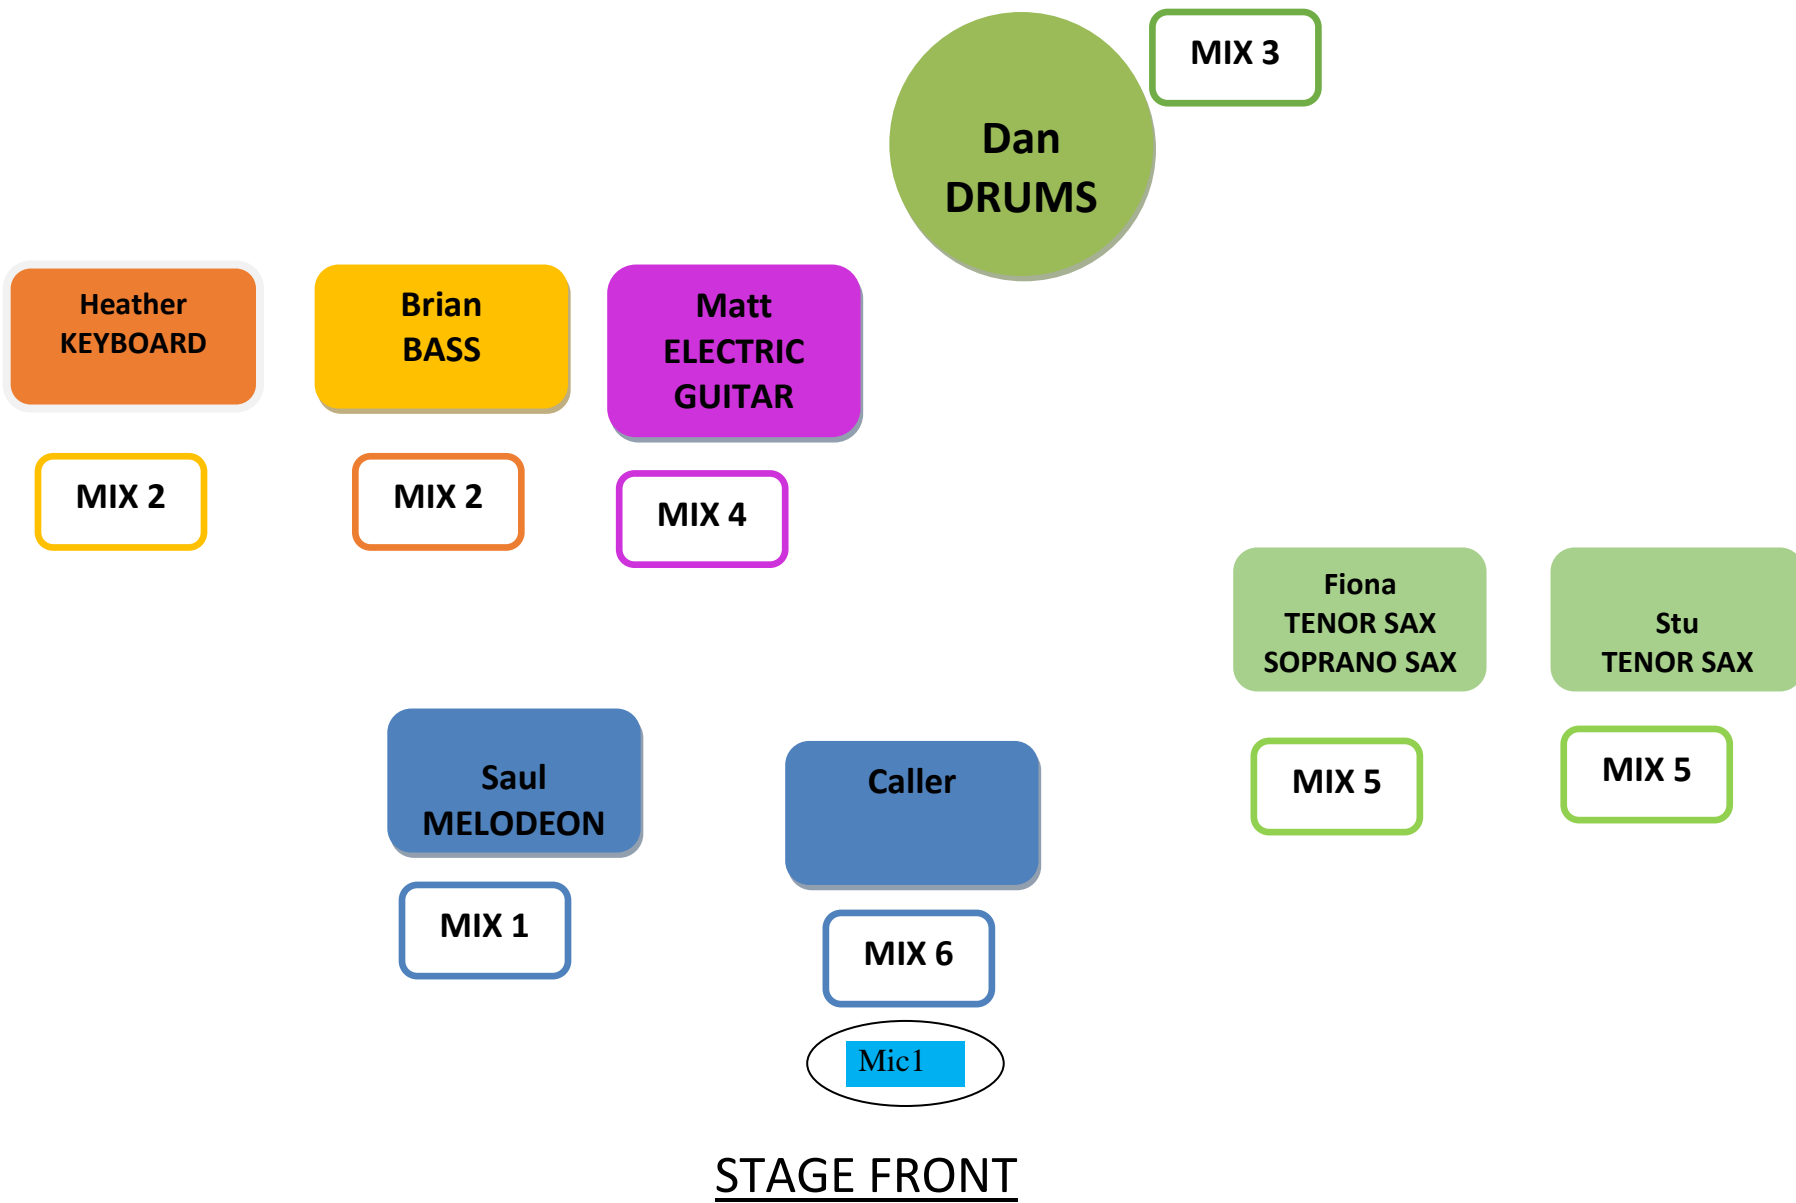 MIX 3
Dan
DRUMS
Heather
KEYBOARD
Brian
BASS
Matt
ELECTRIC
GUITAR
MIX 2
MIX 2
MIX 4
Fiona
TENOR SAX
SOPRANO SAX
Stu
TENOR SAX
Saul
MELODEON
Caller
MIX 5
MIX 5
MIX 1
MIX 6
Mic1
STAGE FRONT